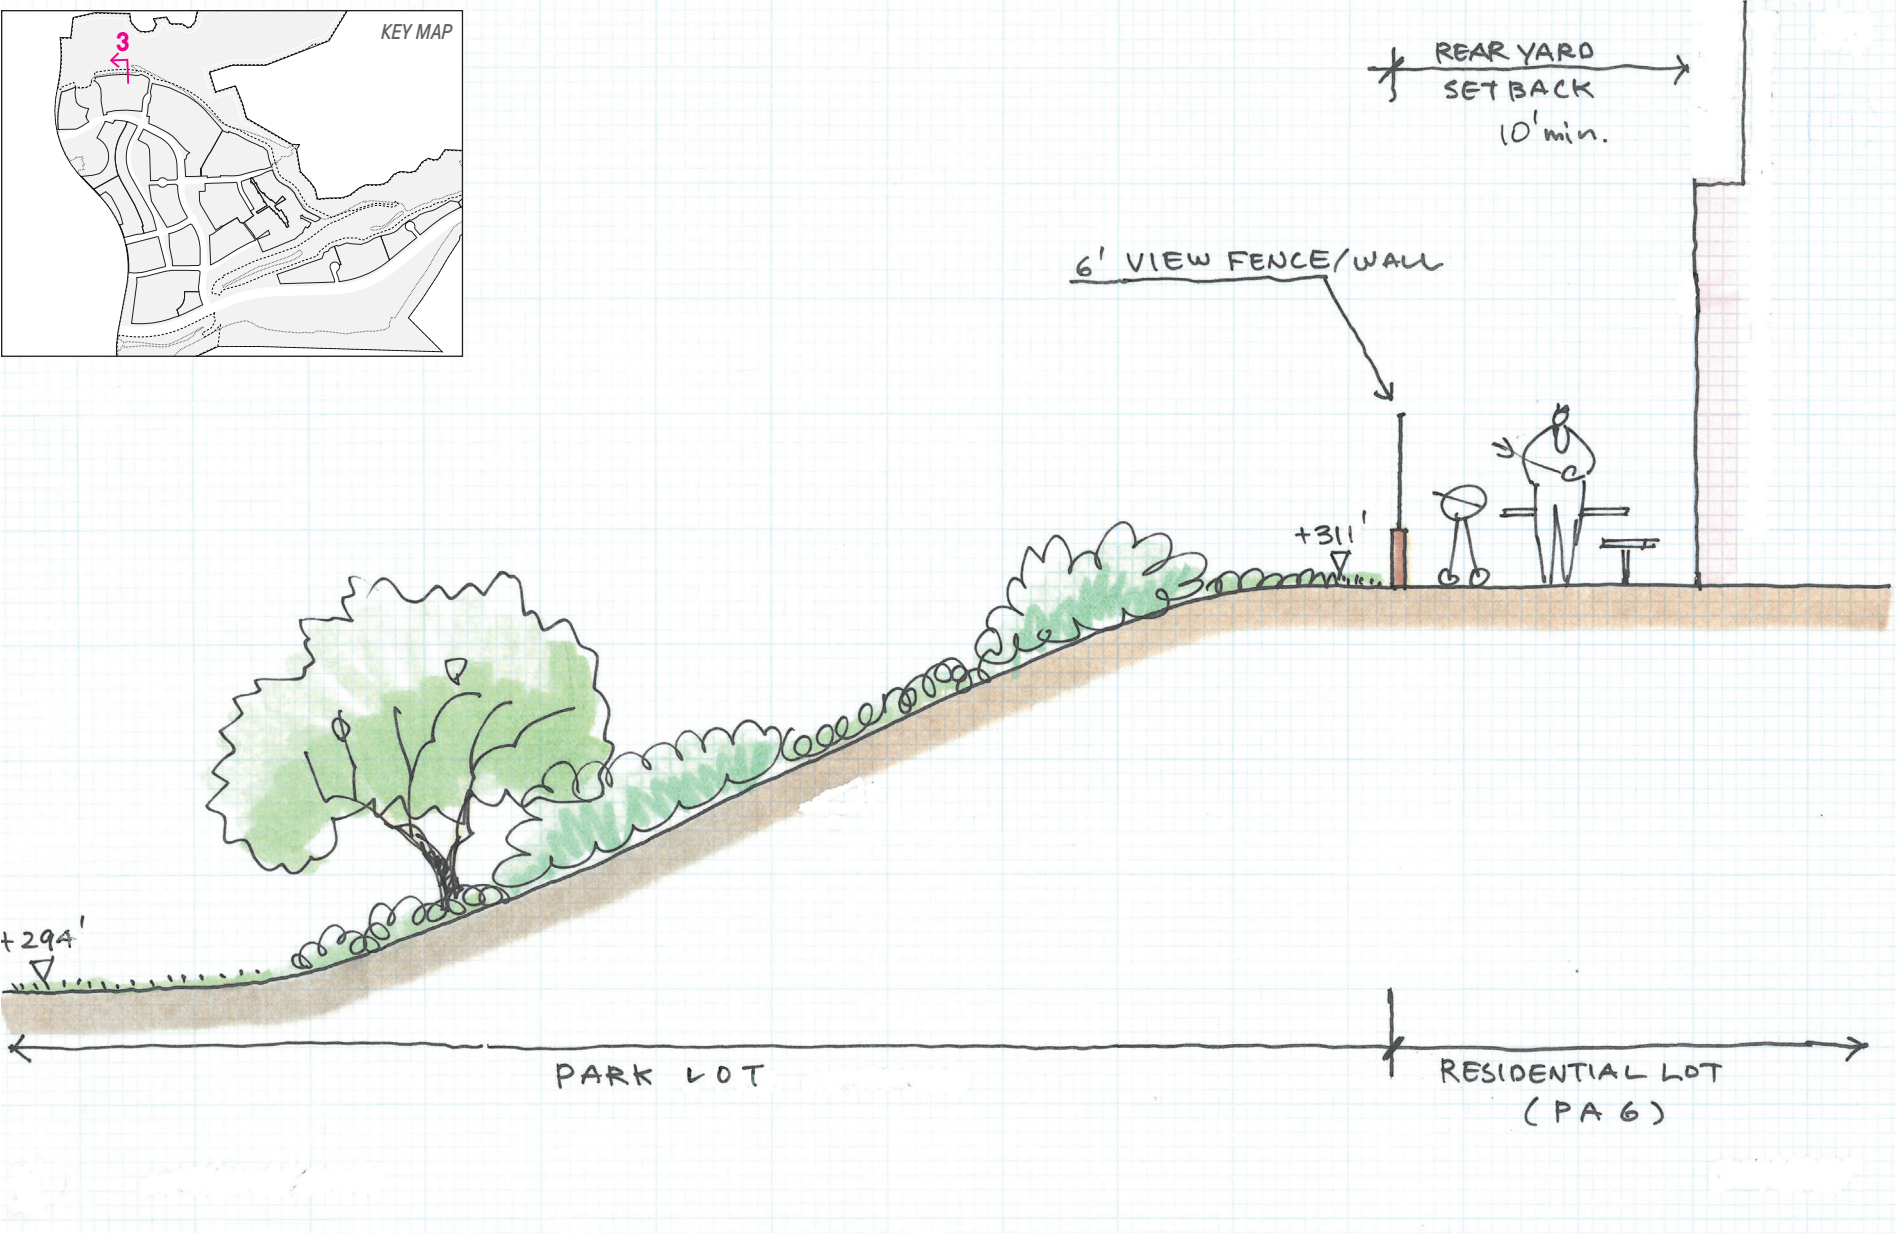 KEY MAP
3
REAR YARD
SETBACK
10' min.
6' VIEW FENCE/WALL
+311'
+294'
PARK LOT
RESIDENTIAL LOT
(PA 6)